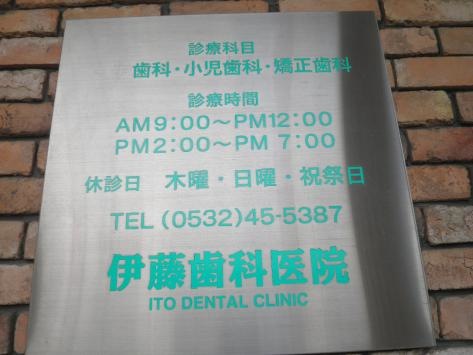 診療科目
歯科・小児歯科・矯正歯科
診療時間
AM9:00～PM12:00
PM2:00～PM 7:00
休診日 木曜・日曜・祝祭日
TEL (0532)45-5387
伊藤歯科医院
ITO DENTAL CLINIC